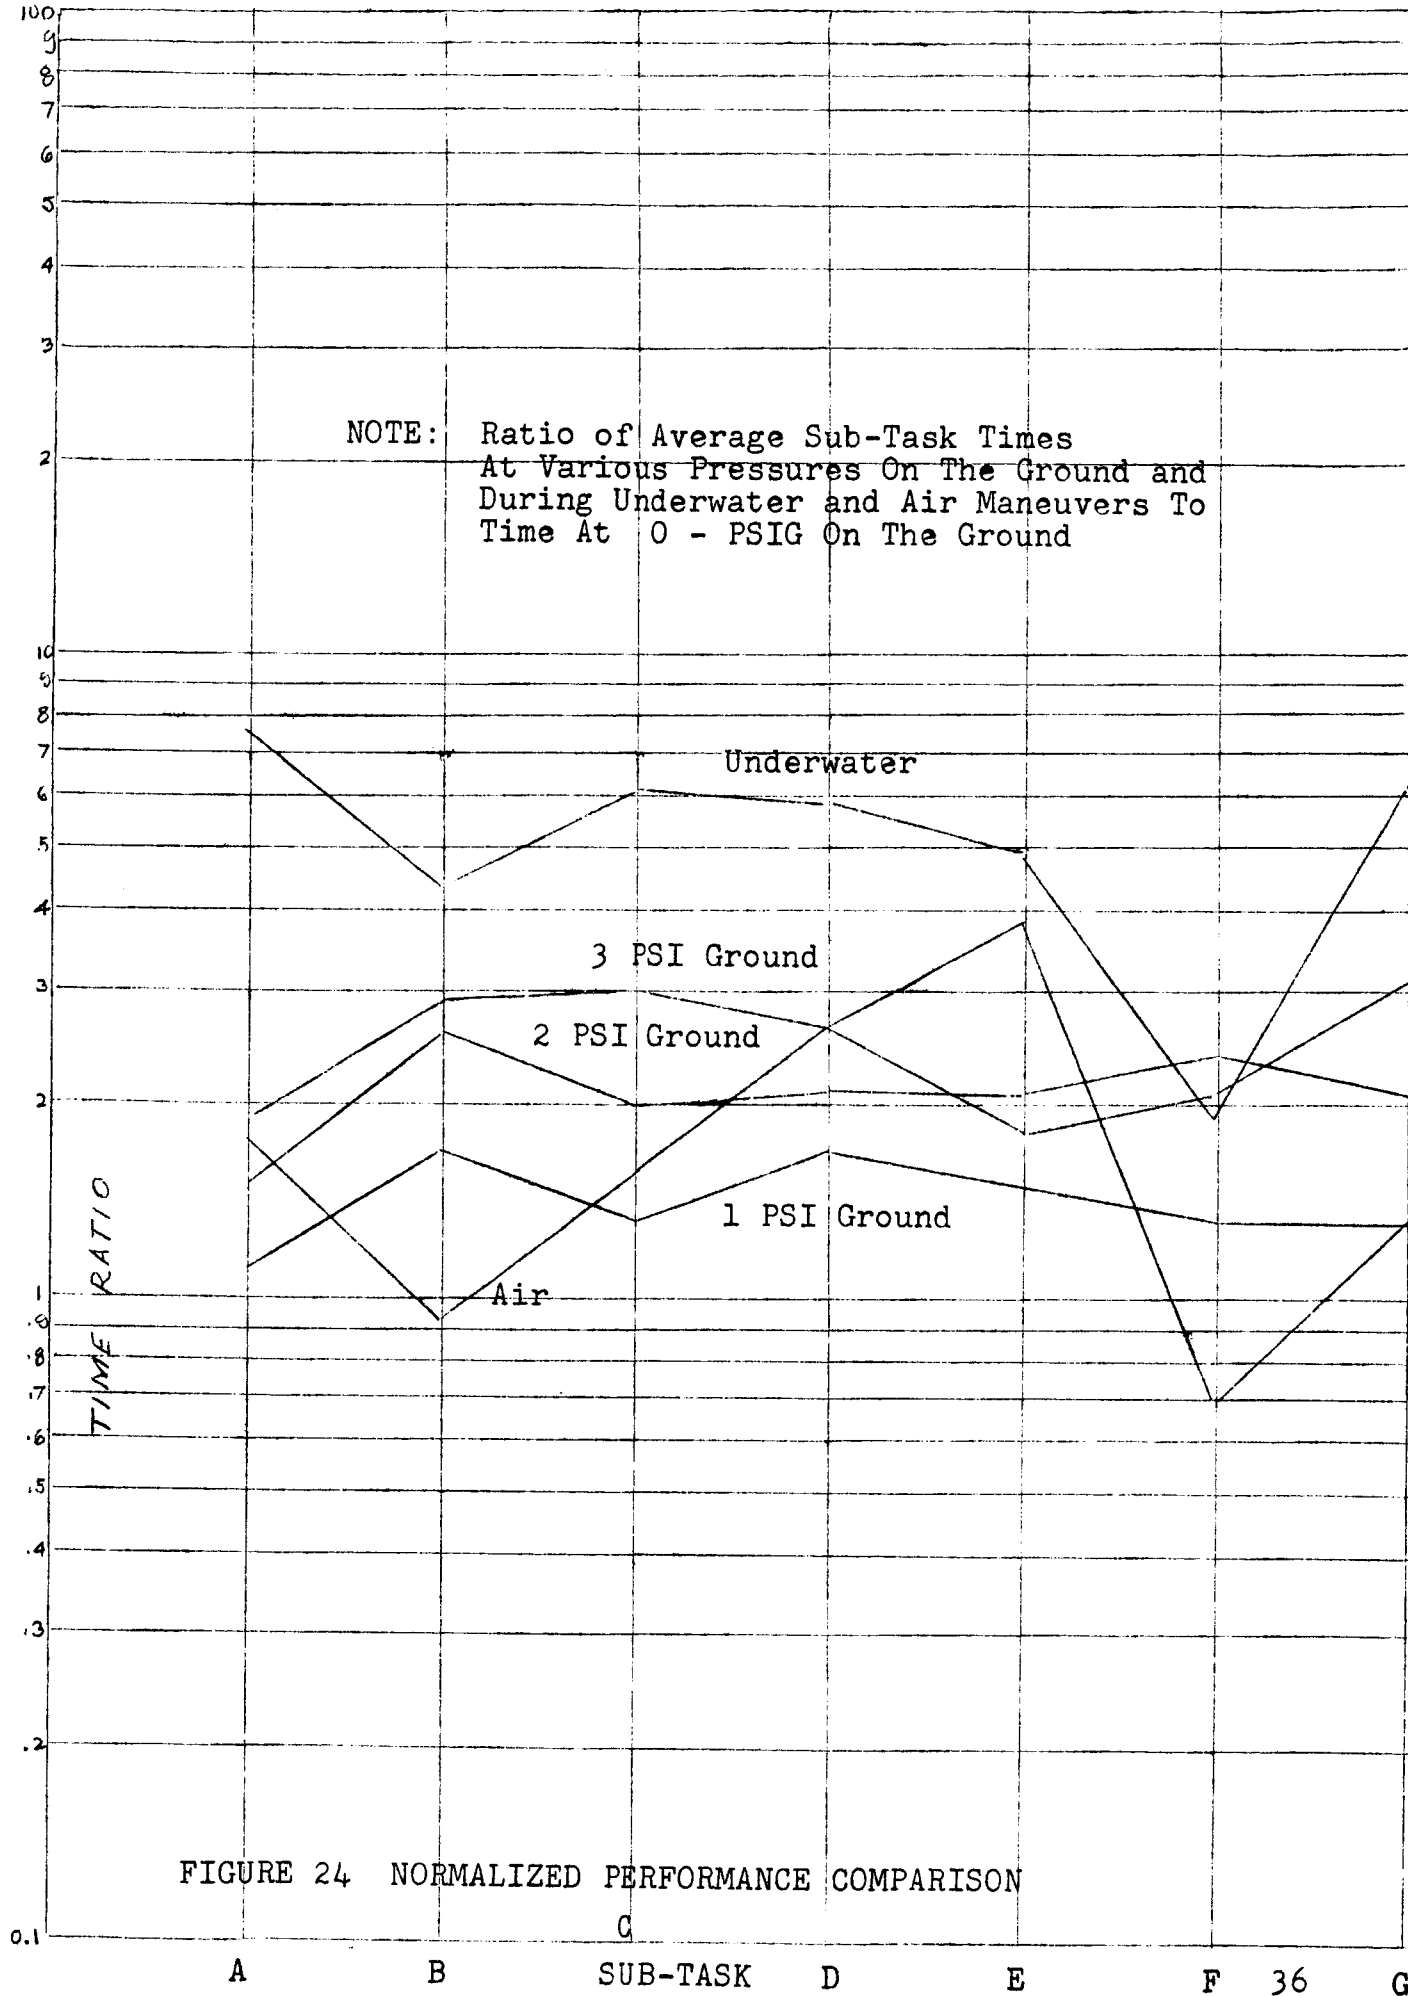 100
9
8
7
6
5
4
3
NOTE: Ratio of Average Sub-Task Times
2
At Various Pressures On The Ground and
During Underwater and Air Maneuvers To
Time At 0 - PSIG On The Ground
10
9
8
7
Underwater
6
5
4
3 PSI Ground
3
2 PSI Ground
2
1 PSI Ground
TIME RATIO
1
Air
.9
.8
.7
.6
.5
.4
.3
.2
FIGURE 24 NORMALIZED PERFORMANCE COMPARISON
0.1
C
A B SUB-TASK D E F 36 G